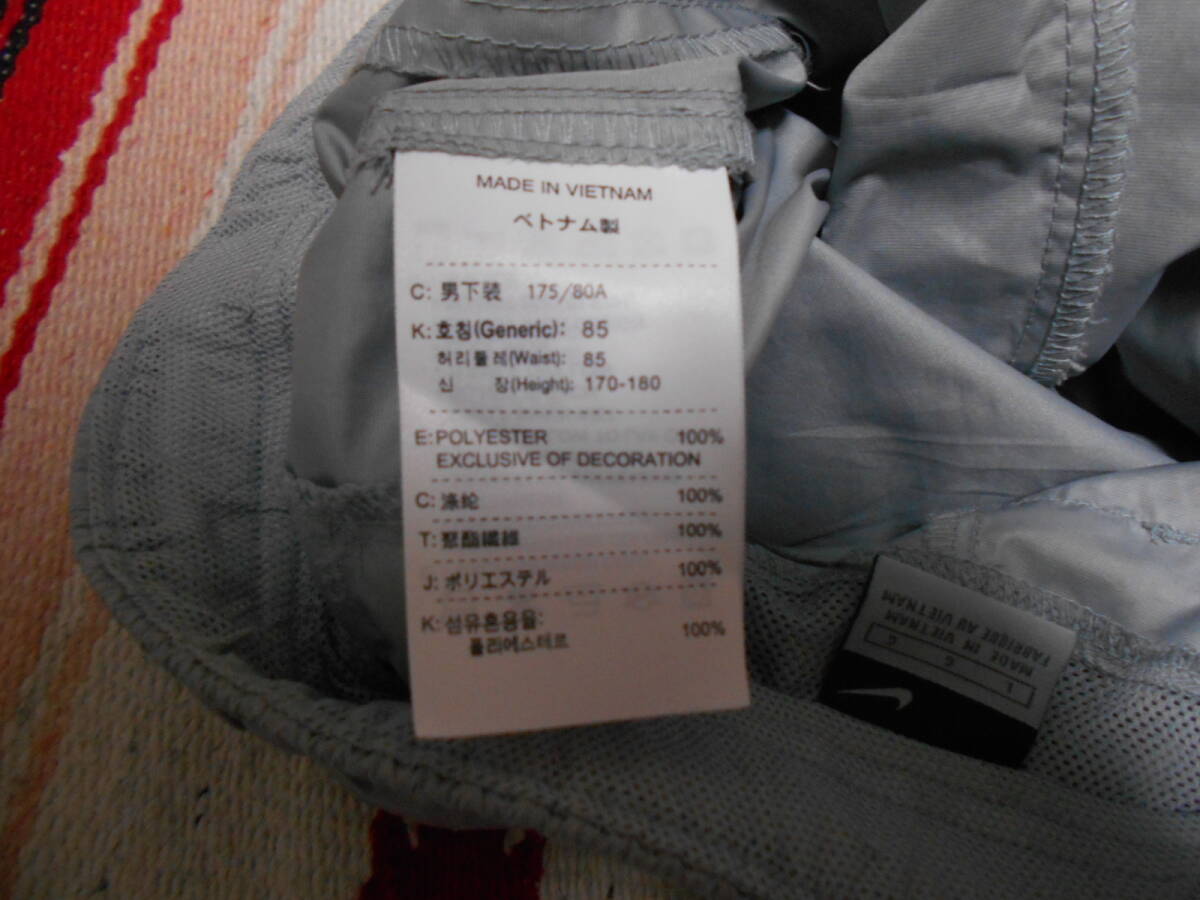 MADE IN VIETNAM
ベトナム製
C: 男下装 175/80A
K: 호칭(Generic): 85
허리둘레(Waist): 85
신 장(Height): 170-180
E: POLYESTER 100%
EXCLUSIVE OF DECORATION
C: 涤纶 100%
T: 聚酯纖維 100%
J: ポリエステル 100%
K: 섬유혼용율:
폴리에스테르 100%
MADE IN VIETNAM
FABRIQUE AU VIETNAM